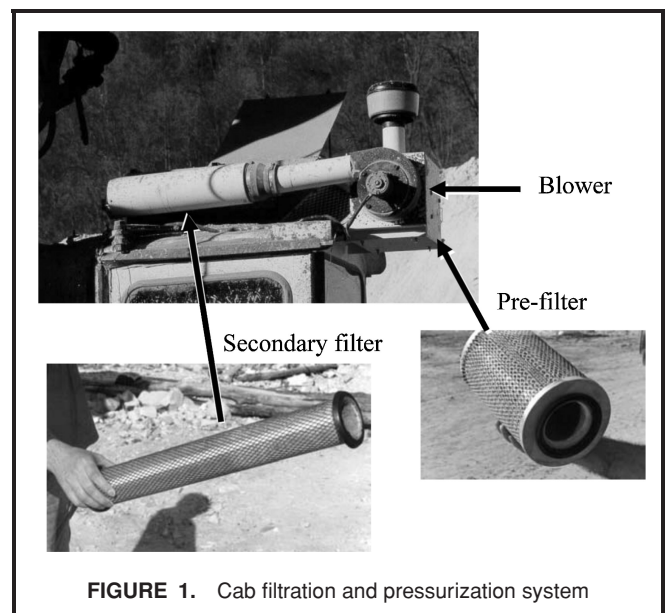 Blower
Pre-filter
Secondary filter
FIGURE 1. Cab filtration and pressurization system